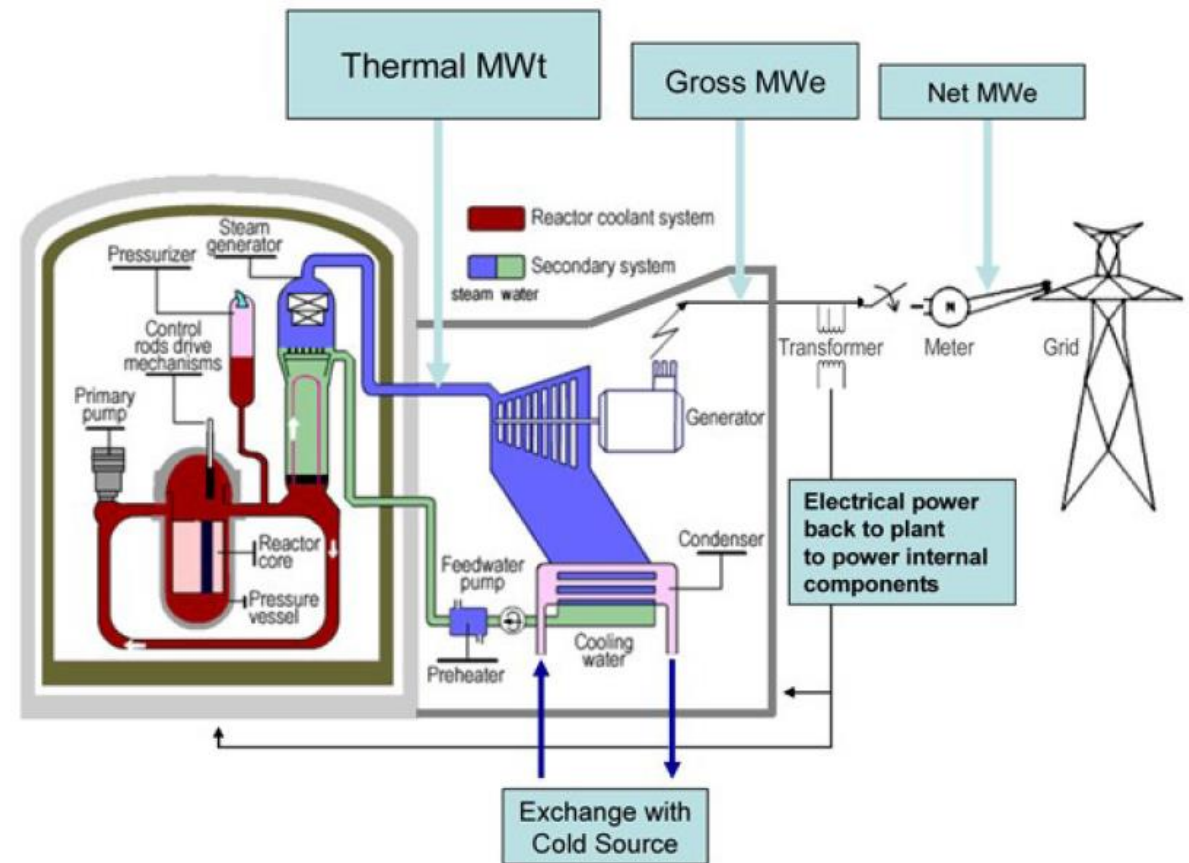 Thermal MWt
Gross MWe
Net MWe
Reactor coolant system
Secondary system
steam water
Steam
generator
Pressurizer
Control
rods drive
mechanisms
Primary
pump
Reactor
core
Pressure
vessel
Feedwater
pump
Preheater
Generator
Condenser
Cooling
water
Transformer
Meter
Grid
Electrical power
back to plant
to power internal
components
Exchange with
Cold Source